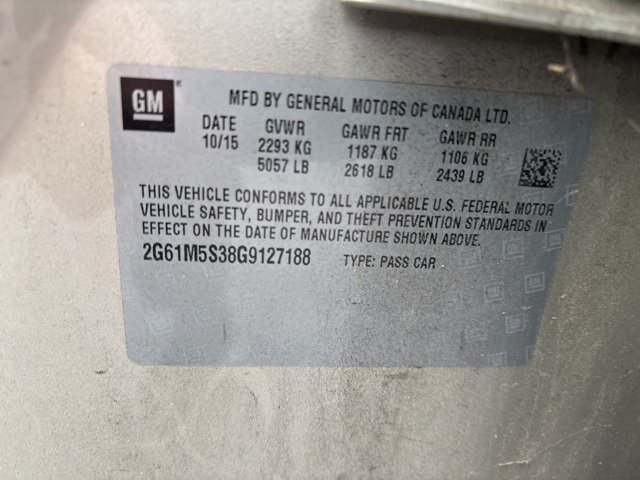 GM
MFD BY GENERAL MOTORS OF CANADA LTD.
DATE GVWR GAWR FRT GAWR RR
10/15 2293 KG 1187 KG 1106 KG
5057 LB 2618 LB 2439 LB
THIS VEHICLE CONFORMS TO ALL APPLICABLE U.S. FEDERAL MOTOR
VEHICLE SAFETY, BUMPER, AND THEFT PREVENTION STANDARDS IN
EFFECT ON THE DATE OF MANUFACTURE SHOWN ABOVE.
2G61M5S38G9127188 TYPE: PASS CAR